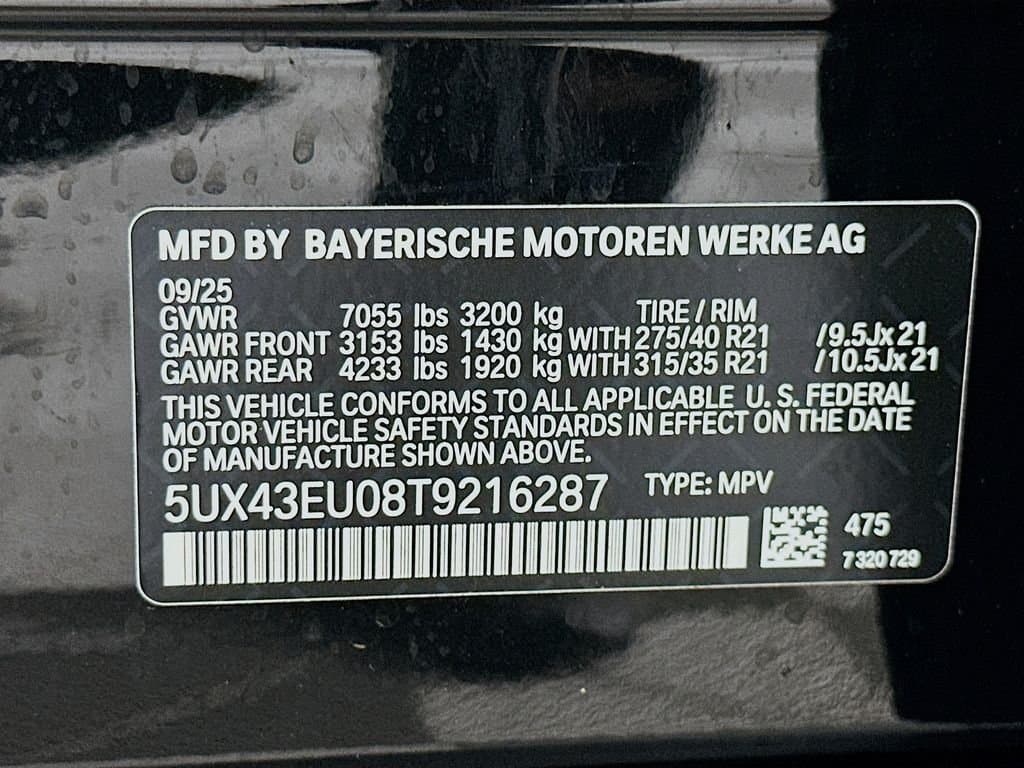 MFD BY BAYERISCHE MOTOREN WERKE AG
09/25
GVWR 7055 lbs 3200 kg TIRE / RIM
GAWR FRONT 3153 lbs 1430 kg WITH 275/40 R21 /9.5Jx21
GAWR REAR 4233 lbs 1920 kg WITH 315/35 R21 /10.5Jx21
THIS VEHICLE CONFORMS TO ALL APPLICABLE U. S. FEDERAL
MOTOR VEHICLE SAFETY STANDARDS IN EFFECT ON THE DATE
OF MANUFACTURE SHOWN ABOVE.
5UX43EU08T9216287 TYPE: MPV
475
7 320 729